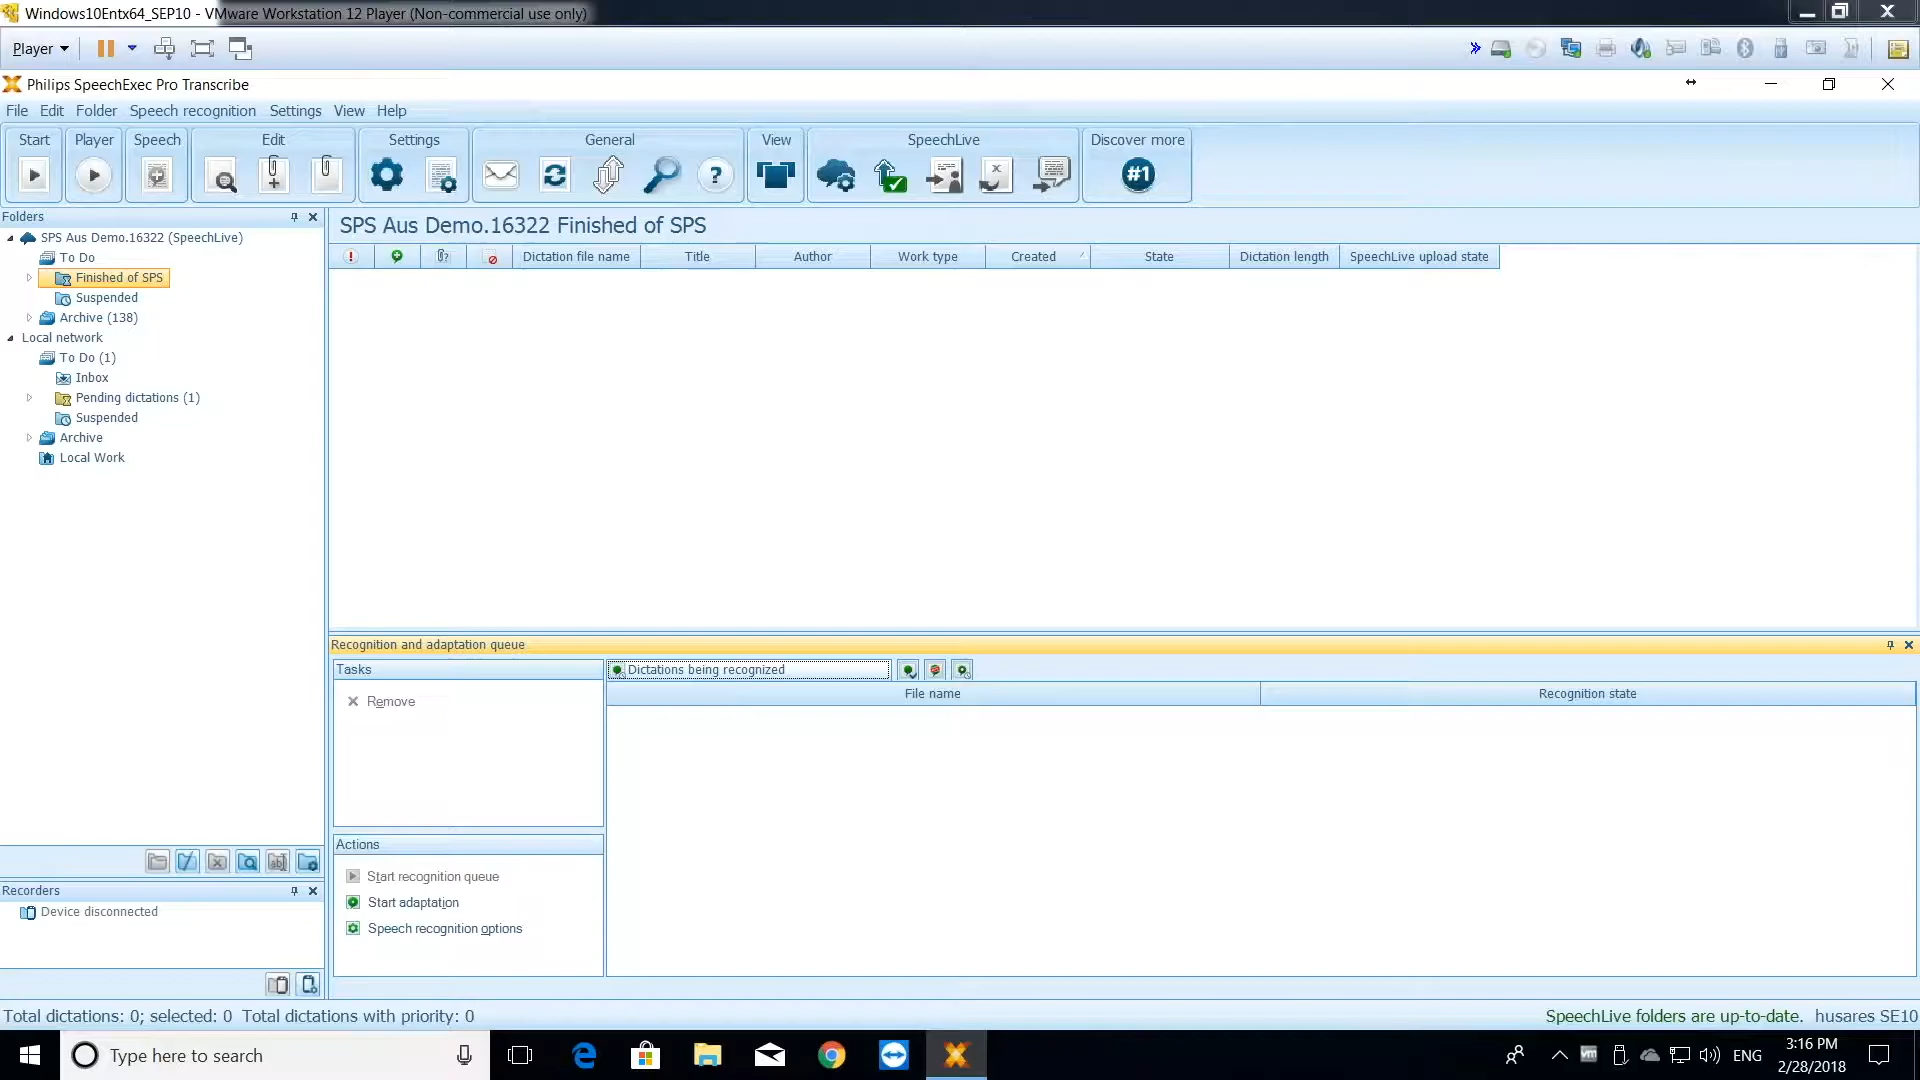 Windows10Entx64_SEP10 - VMware Workstation 12 Player (Non-commercial use only)
Player
Philips SpeechExec Pro Transcribe
File Edit Folder Speech recognition Settings View Help
Start Player Speech Edit Settings General View SpeechLive Discover more
?
#1
Folders
SPS Aus Demo.16322 (SpeechLive)
To Do
Finished of SPS
Suspended
Archive (138)
Local network
To Do (1)
Inbox
Pending dictations (1)
Suspended
Archive
Local Work
SPS Aus Demo.16322 Finished of SPS
Dictation file name Title Author Work type Created State Dictation length SpeechLive upload state
Recognition and adaptation queue
Tasks
Remove
Dictations being recognized
File name Recognition state
Actions
Start recognition queue
Start adaptation
Speech recognition options
Recorders
Device disconnected
Total dictations: 0; selected: 0 Total dictations with priority: 0
SpeechLive folders are up-to-date. husares SE10
Type here to search
ENG
3:16 PM
2/28/2018